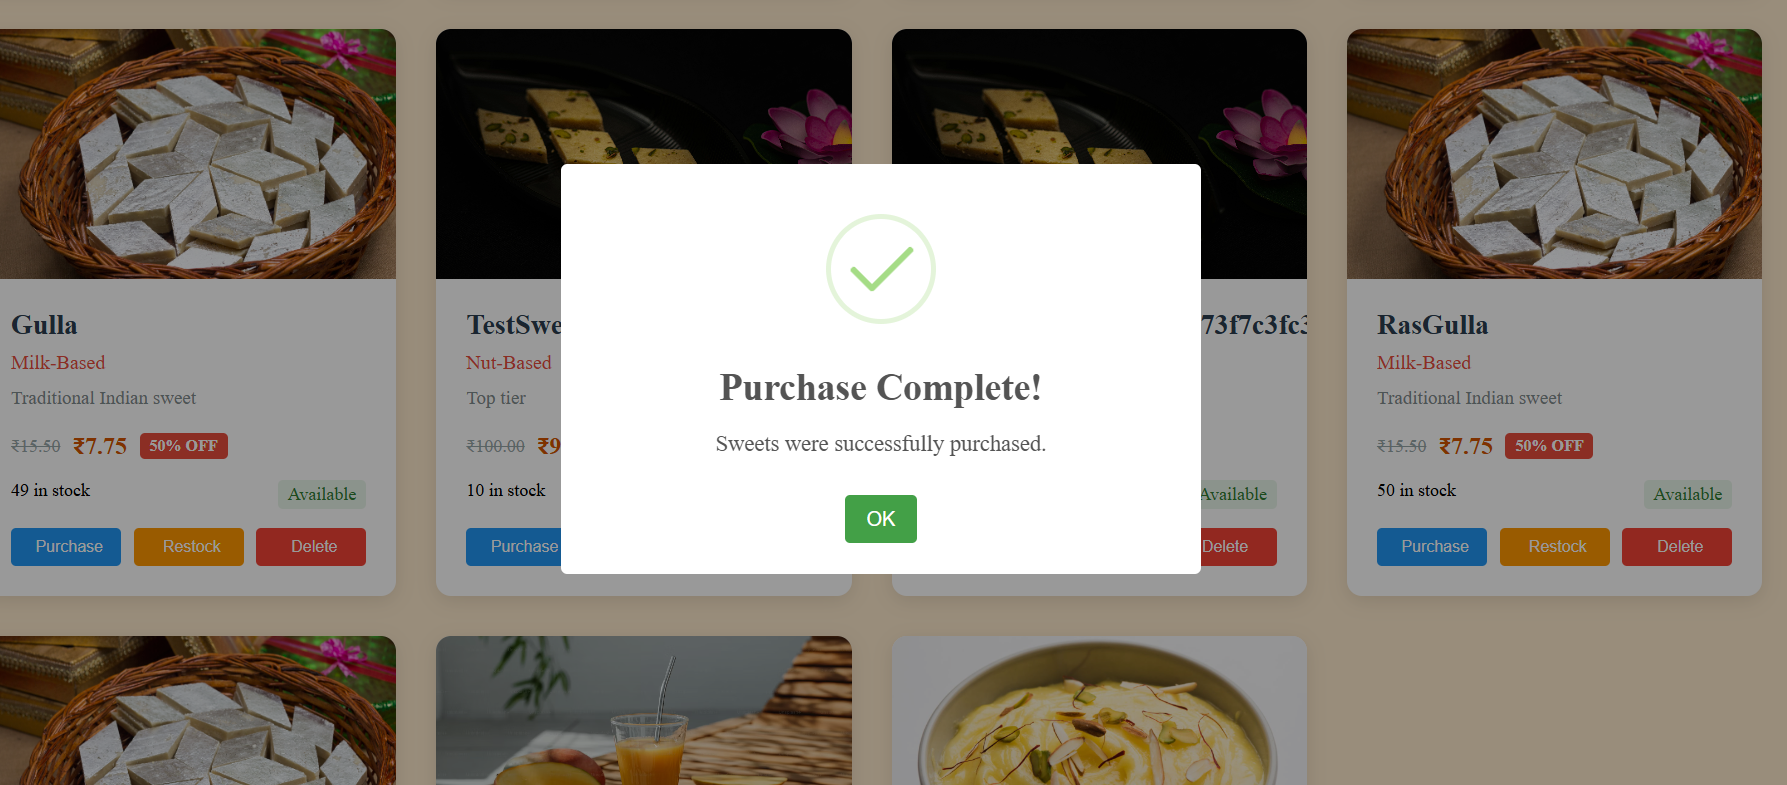 Gulla
Milk-Based
Traditional Indian sweet
₹15.50 ₹7.75 50% OFF
49 in stock
Available
Purchase Restock Delete
TestSwe
Nut-Based
Top tier
₹100.00 ₹9
10 in stock
Purchase
Purchase Complete!
Sweets were successfully purchased.
OK
73f7c3fc3
Available
Delete
RasGulla
Milk-Based
Traditional Indian sweet
₹15.50 ₹7.75 50% OFF
50 in stock
Available
Purchase Restock Delete